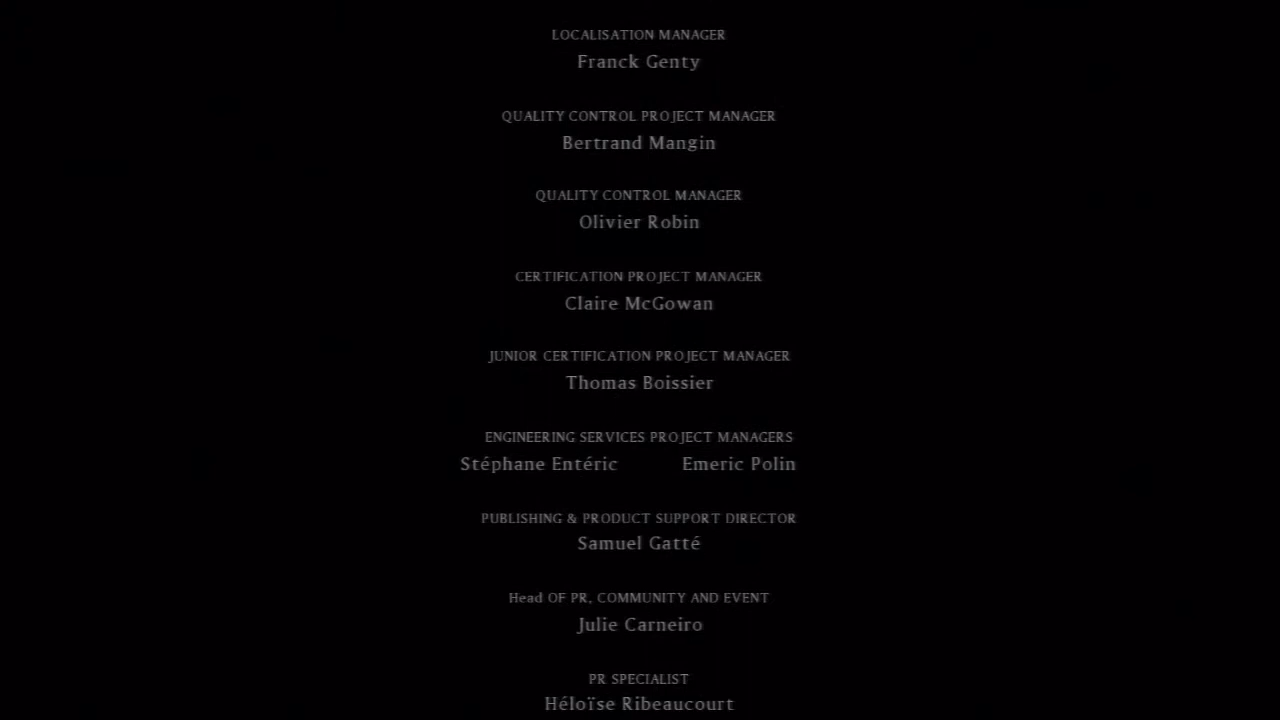 LOCALISATION MANAGER
Franck Genty
QUALITY CONTROL PROJECT MANAGER
Bertrand Mangin
QUALITY CONTROL MANAGER
Olivier Robin
CERTIFICATION PROJECT MANAGER
Claire McGowan
JUNIOR CERTIFICATION PROJECT MANAGER
Thomas Boissier
ENGINEERING SERVICES PROJECT MANAGERS
Stéphane Entéric Emeric Polin
PUBLISHING & PRODUCT SUPPORT DIRECTOR
Samuel Gatté
Head OF PR, COMMUNITY AND EVENT
Julie Carneiro
PR SPECIALIST
Héloïse Ribeaucourt